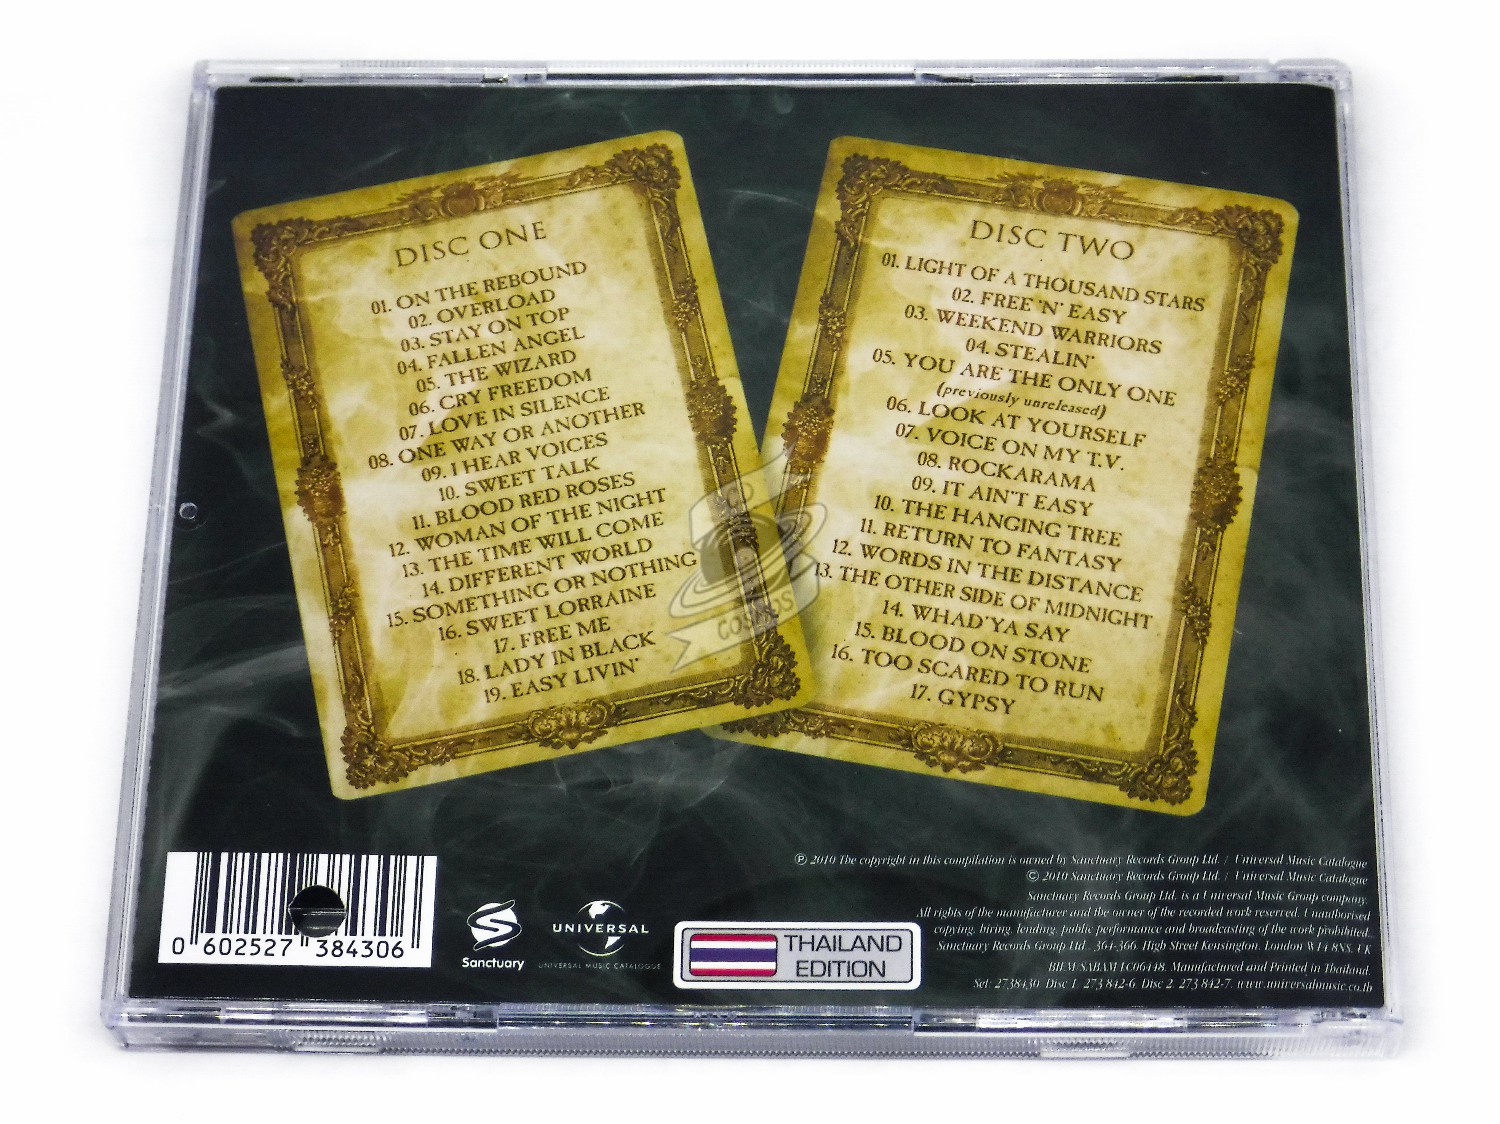 DISC ONE
01. ON THE REBOUND
02. OVERLOAD
03. STAY ON TOP
04. FALLEN ANGEL
05. THE WIZARD
06. CRY FREEDOM
07. LOVE IN SILENCE
08. ONE WAY OR ANOTHER
09. I HEAR VOICES
10. SWEET TALK
11. BLOOD RED ROSES
12. WOMAN OF THE NIGHT
13. THE TIME WILL COME
14. DIFFERENT WORLD
15. SOMETHING OR NOTHING
16. SWEET LORRAINE
17. FREE ME
18. LADY IN BLACK
19. EASY LIVIN'
DISC TWO
01. LIGHT OF A THOUSAND STARS
02. FREE 'N' EASY
03. WEEKEND WARRIORS
04. STEALIN'
05. YOU ARE THE ONLY ONE
(previously unreleased)
06. LOOK AT YOURSELF
07. VOICE ON MY T.V.
08. ROCKARAMA
09. IT AIN'T EASY
10. THE HANGING TREE
11. RETURN TO FANTASY
12. WORDS IN THE DISTANCE
13. THE OTHER SIDE OF MIDNIGHT
14. WHAD'YA SAY
15. BLOOD ON STONE
16. TOO SCARED TO RUN
17. GYPSY
CD
COSMOS
0 602527 384306
Sanctuary
UNIVERSAL
UNIVERSAL MUSIC CATALOGUE
THAILAND
EDITION
℗ 2010 The copyright in this compilation is owned by Sanctuary Records Group Ltd. / Universal Music Catalogue
© 2010 Sanctuary Records Group Ltd. / Universal Music Catalogue
Sanctuary Records Group Ltd. is a Universal Music Group company.
All rights of the manufacturer and the owner of the recorded work reserved. Unauthorised
copying, hiring, lending, public performance and broadcasting of the work prohibited.
Sanctuary Records Group Ltd., 364-366, High Street Kensington, London W14 8NS, UK
BIEM/SABAM LC06448. Manufactured and Printed in Thailand.
Set: 2738430 Disc 1. 273 842-6. Disc 2. 273 842-7. www.universalmusic.co.th